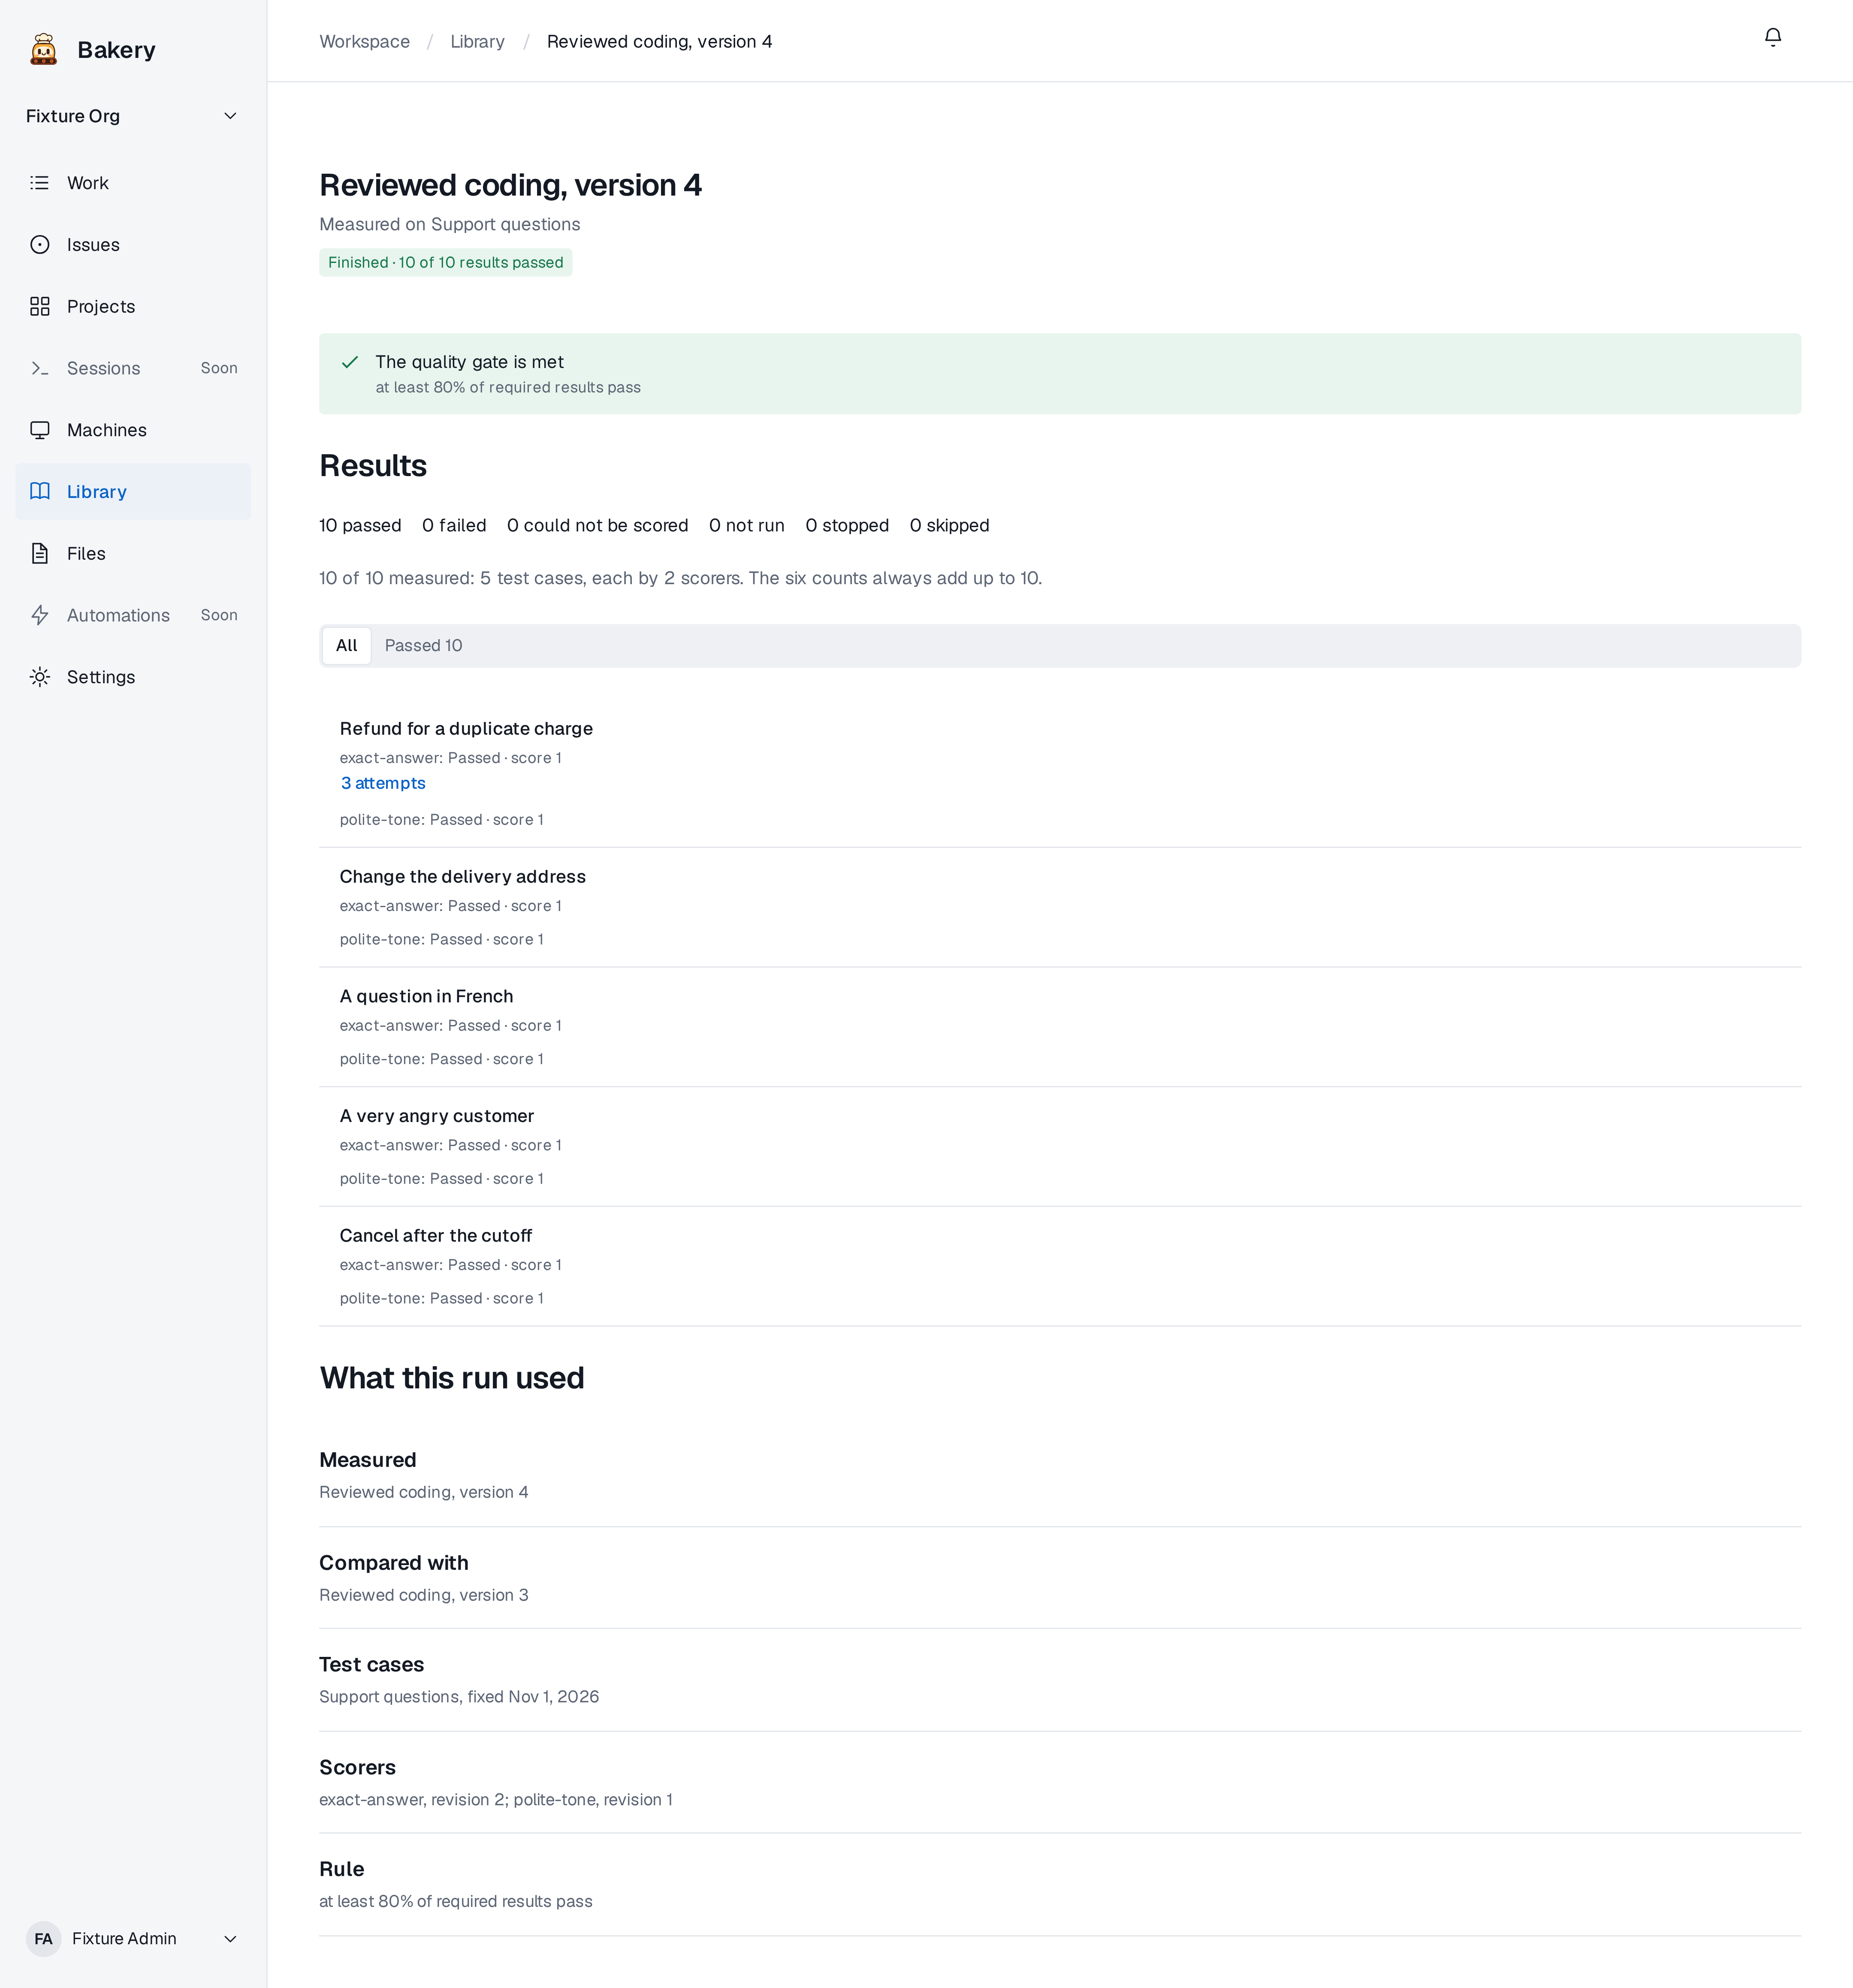 Bakery
Fixture Org
Work
Issues
Projects
Sessions Soon
Machines
Library
Files
Automations Soon
Settings
FA Fixture Admin
Workspace / Library / Reviewed coding, version 4
Reviewed coding, version 4
Measured on Support questions
Finished · 10 of 10 results passed
The quality gate is met
at least 80% of required results pass
Results
10 passed 0 failed 0 could not be scored 0 not run 0 stopped 0 skipped
10 of 10 measured: 5 test cases, each by 2 scorers. The six counts always add up to 10.
All Passed 10
Refund for a duplicate charge
exact-answer: Passed · score 1
3 attempts
polite-tone: Passed · score 1
Change the delivery address
exact-answer: Passed · score 1
polite-tone: Passed · score 1
A question in French
exact-answer: Passed · score 1
polite-tone: Passed · score 1
A very angry customer
exact-answer: Passed · score 1
polite-tone: Passed · score 1
Cancel after the cutoff
exact-answer: Passed · score 1
polite-tone: Passed · score 1
What this run used
Measured
Reviewed coding, version 4
Compared with
Reviewed coding, version 3
Test cases
Support questions, fixed Nov 1, 2026
Scorers
exact-answer, revision 2; polite-tone, revision 1
Rule
at least 80% of required results pass